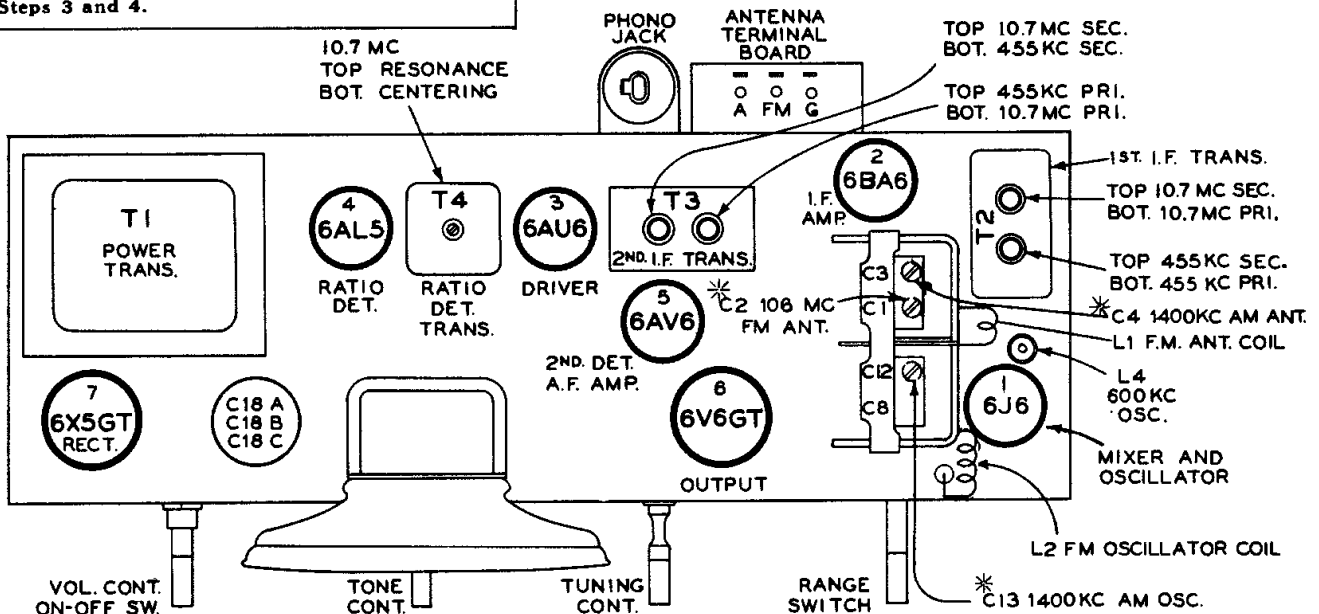 Steps 3 and 4.
PHONO
JACK
ANTENNA
TERMINAL
BOARD
A FM G
10.7 MC
TOP RESONANCE
BOT. CENTERING
TOP 10.7 MC SEC.
BOT. 455 KC SEC.
TOP 455 KC PRI.
BOT. 10.7 MC PRI.
T1
POWER
TRANS.
4
6AL5
RATIO
DET.
T4
RATIO
DET.
TRANS.
3
6AU6
DRIVER
T3
2ND. I.F. TRANS.
2
6BA6
I.F.
AMP.
T2
1ST. I.F. TRANS.
TOP 10.7 MC SEC.
BOT. 10.7 MC PRI.
TOP 455 KC SEC.
BOT. 455 KC PRI.
5
6AV6
2ND. DET.
A.F. AMP.
*C2 106 MC
FM ANT.
C3
C1
C12
C8
*C4 1400KC AM ANT.
L1 F.M. ANT. COIL
L4
600 KC
OSC.
7
6X5GT
RECT.
C18 A
C18 B
C18 C
6
6V6GT
OUTPUT
1
6J6
MIXER AND
OSCILLATOR
L2 FM OSCILLATOR COIL
VOL. CONT.
ON-OFF SW.
TONE
CONT.
TUNING
CONT.
RANGE
SWITCH
*C13 1400 KC AM OSC.